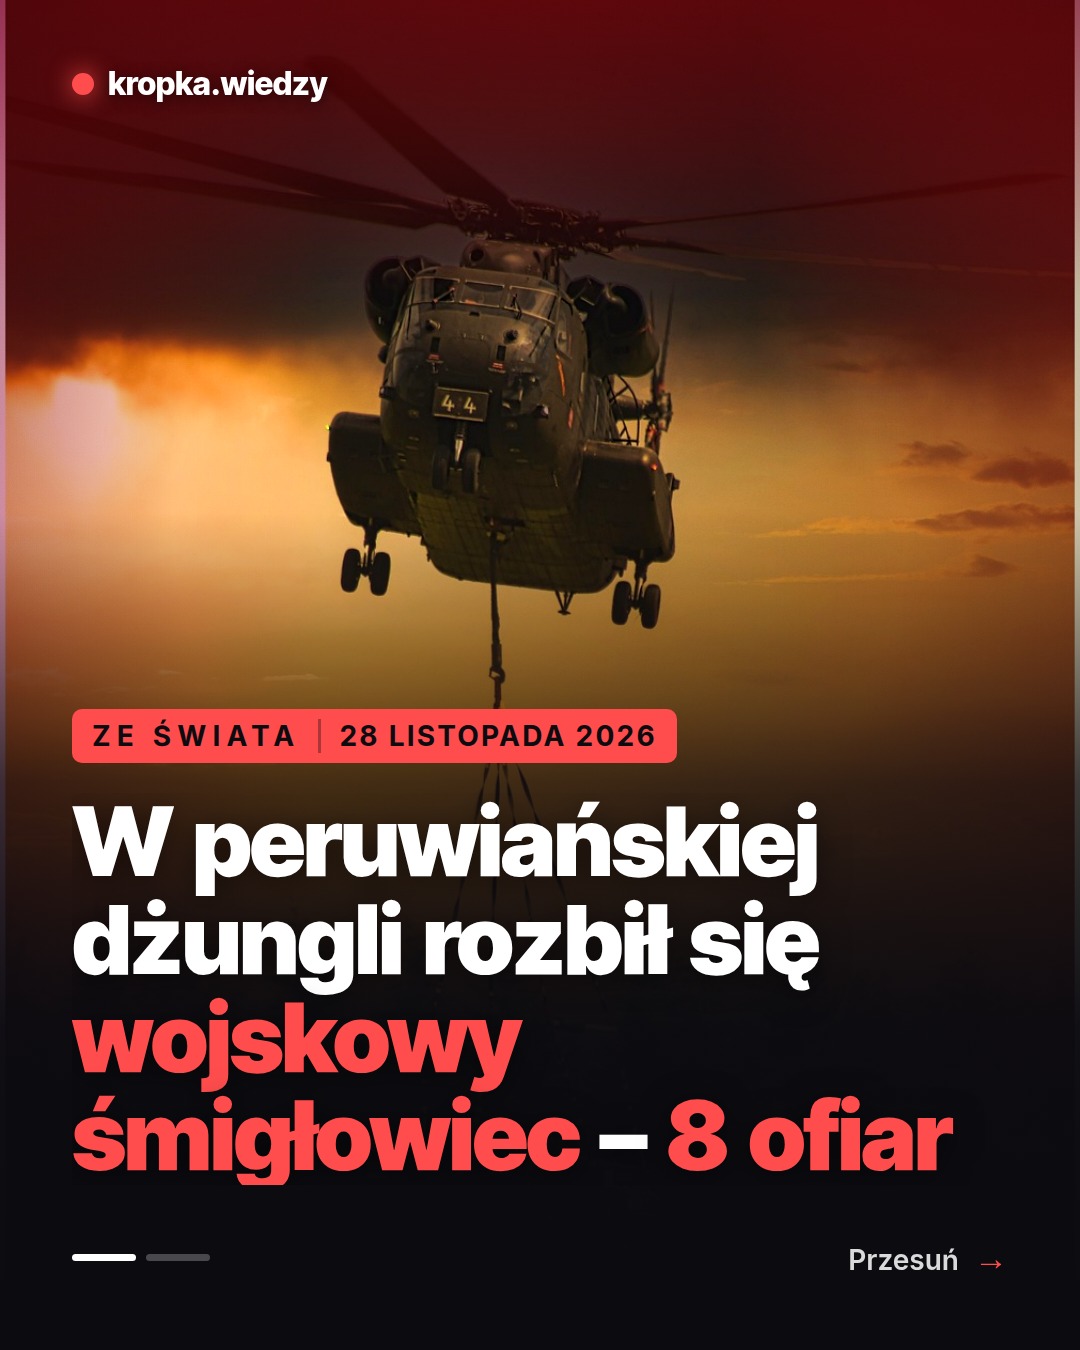 kropka.wiedzy
44
ZE ŚWIATA | 28 LISTOPADA 2026
W peruwiańskiej
dżungli rozbił się
wojskowy
śmigłowiec – 8 ofiar
Przesuń →